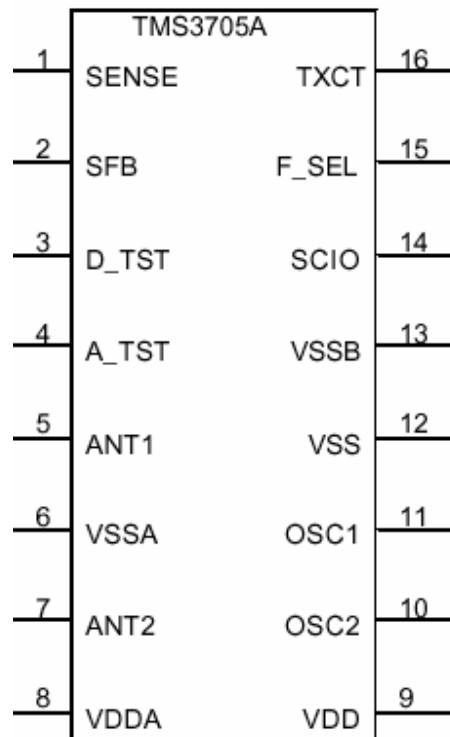 TMS3705A
1 SENSE TXCT 16
2 SFB F_SEL 15
3 D_TST SCIO 14
4 A_TST VSSB 13
5 ANT1 VSS 12
6 VSSA OSC1 11
7 ANT2 OSC2 10
8 VDDA VDD 9